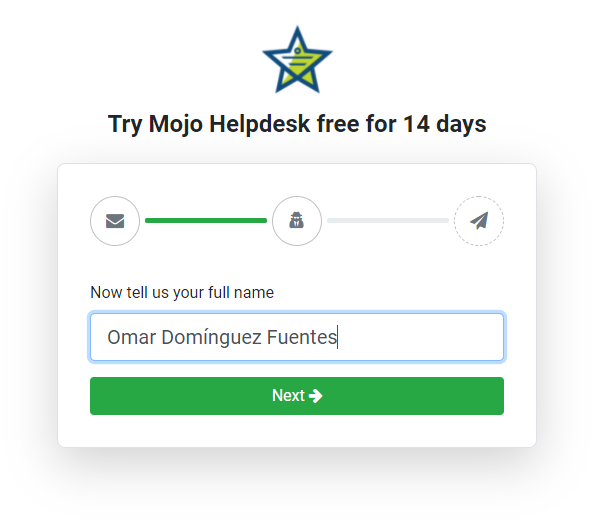 Try Mojo Helpdesk free for 14 days
Now tell us your full name
Omar Domínguez Fuentes
Next